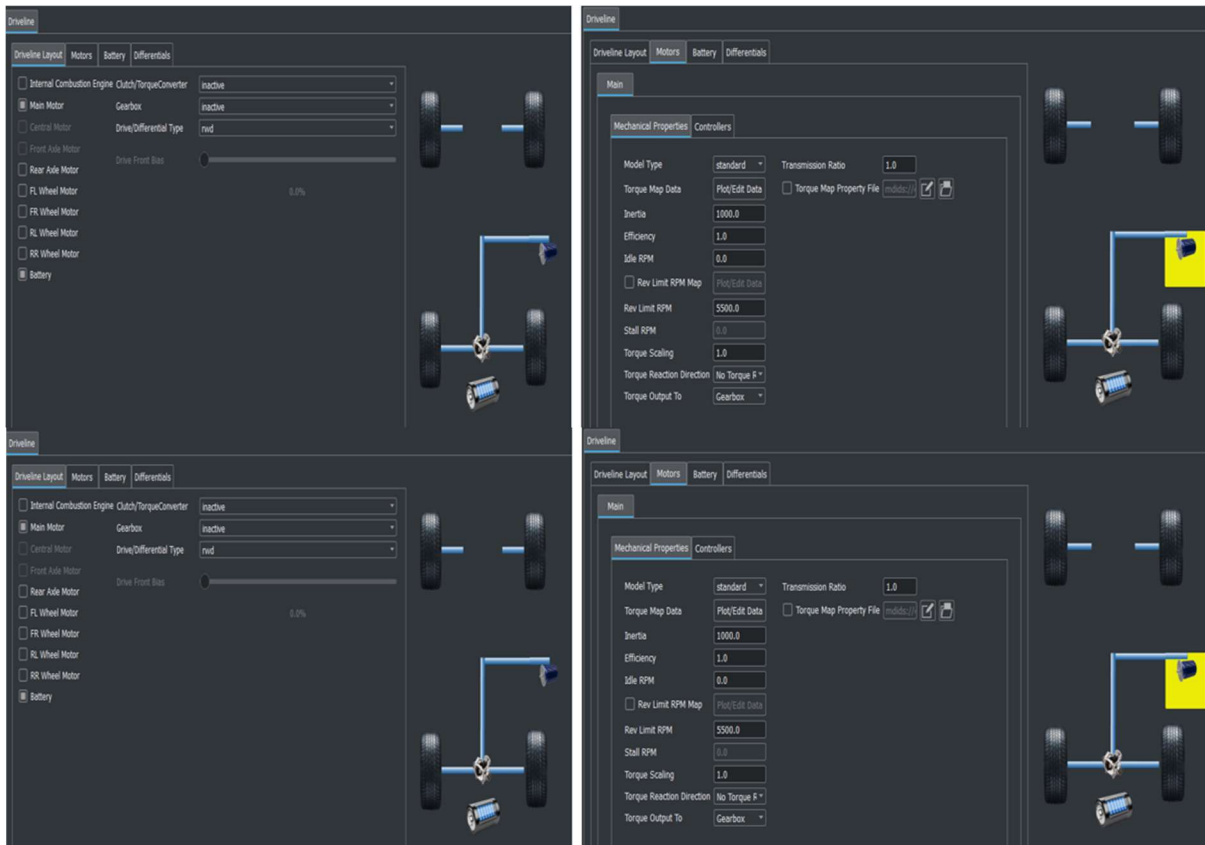 Driveline
Driveline Layout Motors Battery Differentials
Internal Combustion Engine Clutch/TorqueConverter inactive
Main Motor Gearbox inactive
Central Motor Drive/Differential Type rwd
Front Axle Motor
Drive Front Bias
Rear Axle Motor
FL Wheel Motor 0.0%
FR Wheel Motor
RL Wheel Motor
RR Wheel Motor
Battery
Driveline
Driveline Layout Motors Battery Differentials
Main
Mechanical Properties Controllers
Model Type standard Transmission Ratio 1.0
Torque Map Data Plot/Edit Data Torque Map Property File mdids://
Inertia 1000.0
Efficiency 1.0
Idle RPM 0.0
Rev Limit RPM Map Plot/Edit Data
Rev Limit RPM 5500.0
Stall RPM 0.0
Torque Scaling 1.0
Torque Reaction Direction No Torque R
Torque Output To Gearbox
Driveline
Driveline Layout Motors Battery Differentials
Internal Combustion Engine Clutch/TorqueConverter inactive
Main Motor Gearbox inactive
Central Motor Drive/Differential Type rwd
Front Axle Motor
Drive Front Bias
Rear Axle Motor
FL Wheel Motor 0.0%
FR Wheel Motor
RL Wheel Motor
RR Wheel Motor
Battery
Driveline
Driveline Layout Motors Battery Differentials
Main
Mechanical Properties Controllers
Model Type standard Transmission Ratio 1.0
Torque Map Data Plot/Edit Data Torque Map Property File mdids://
Inertia 1000.0
Efficiency 1.0
Idle RPM 0.0
Rev Limit RPM Map Plot/Edit Data
Rev Limit RPM 5500.0
Stall RPM 0.0
Torque Scaling 1.0
Torque Reaction Direction No Torque R
Torque Output To Gearbox